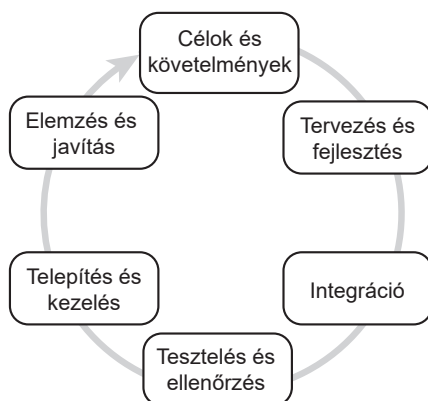 Célok és
követelmények
Tervezés és
fejlesztés
Integráció
Tesztelés és
ellenőrzés
Telepítés és
kezelés
Elemzés és
javítás